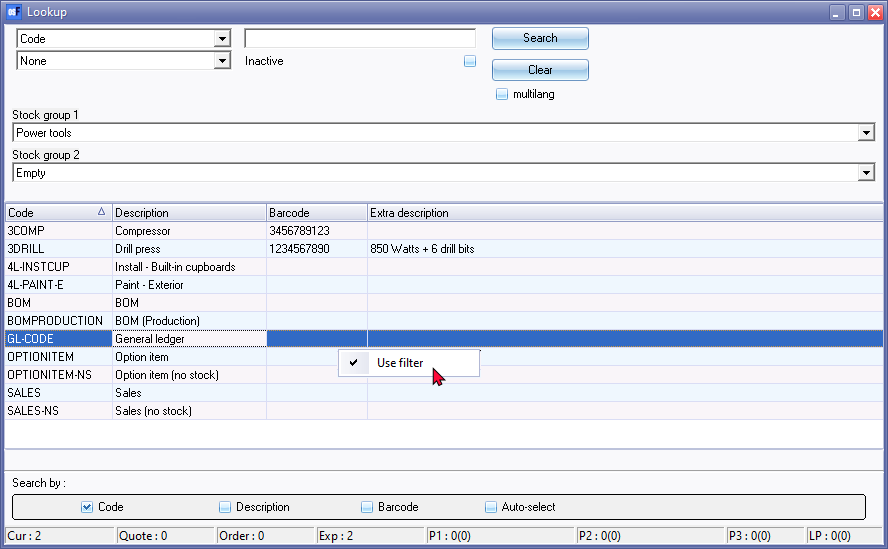 Lookup
Code Search
None Inactive Clear
multilang
Stock group 1
Power tools
Stock group 2
Empty
Code Description Barcode Extra description
3COMP Compressor 3456789123
3DRILL Drill press 1234567890 850 Watts + 6 drill bits
4L-INSTCUP Install - Built-in cupboards
4L-PAINT-E Paint - Exterior
BOM BOM
BOMPRODUCTION BOM (Production)
GL-CODE General ledger
OPTIONITEM Option item
Use filter
OPTIONITEM-NS Option item (no stock)
SALES Sales
SALES-NS Sales (no stock)
Search by :
Code Description Barcode Auto-select
Cur : 2 Quote : 0 Order : 0 Exp : 2 P1 : 0(0) P2 : 0(0) P3 : 0(0) LP : 0(0)